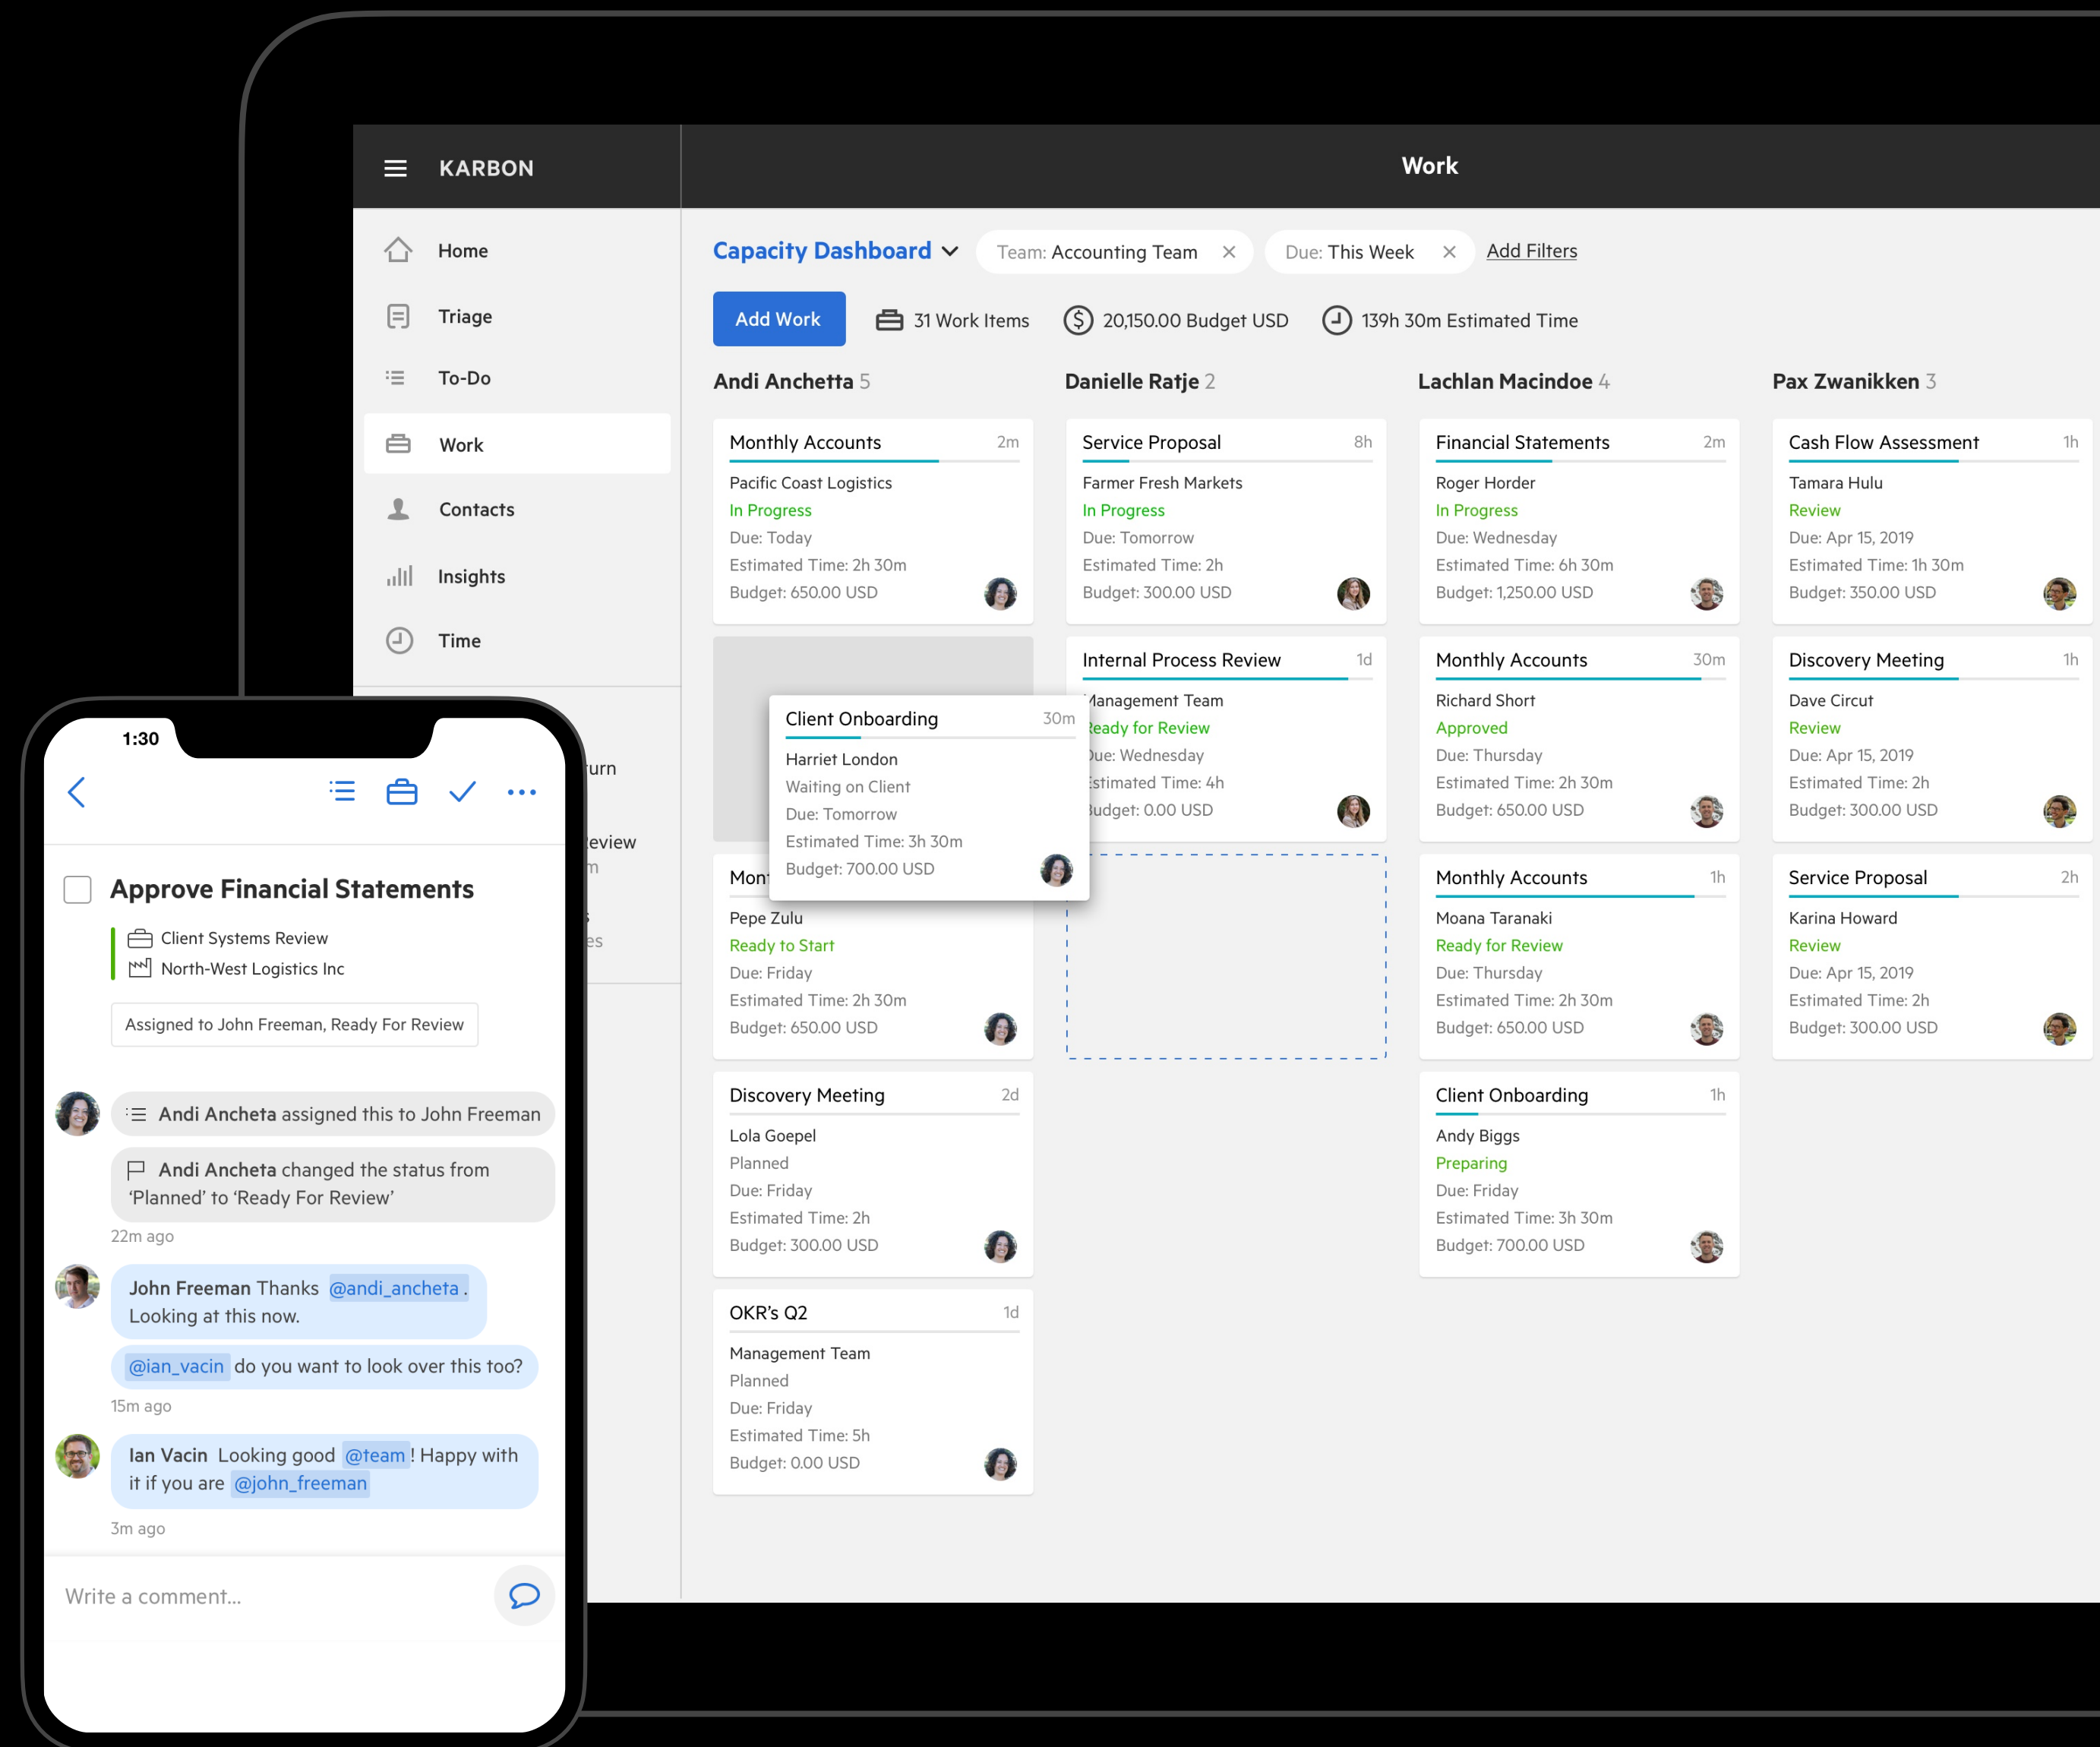 KARBON
Work
Home
Triage
To-Do
Work
Contacts
Insights
Time
Capacity Dashboard
Team: Accounting Team
Due: This Week
Add Filters
Add Work
31 Work Items
20,150.00 Budget USD
139h 30m Estimated Time
Andi Anchetta 5
Monthly Accounts 2m
Pacific Coast Logistics
In Progress
Due: Today
Estimated Time: 2h 30m
Budget: 650.00 USD
Client Onboarding 30m
Harriet London
Waiting on Client
Due: Tomorrow
Estimated Time: 3h 30m
Budget: 700.00 USD
Mont
Pepe Zulu
Ready to Start
Due: Friday
Estimated Time: 2h 30m
Budget: 650.00 USD
Discovery Meeting 2d
Lola Goepel
Planned
Due: Friday
Estimated Time: 2h
Budget: 300.00 USD
OKR’s Q2 1d
Management Team
Planned
Due: Friday
Estimated Time: 5h
Budget: 0.00 USD
Danielle Ratje 2
Service Proposal 8h
Farmer Fresh Markets
In Progress
Due: Tomorrow
Estimated Time: 2h
Budget: 300.00 USD
Internal Process Review 1d
Management Team
Ready for Review
Due: Wednesday
Estimated Time: 4h
Budget: 0.00 USD
Lachlan Macindoe 4
Financial Statements 2m
Roger Horder
In Progress
Due: Wednesday
Estimated Time: 6h 30m
Budget: 1,250.00 USD
Monthly Accounts 30m
Richard Short
Approved
Due: Thursday
Estimated Time: 2h 30m
Budget: 650.00 USD
Monthly Accounts 1h
Moana Taranaki
Ready for Review
Due: Thursday
Estimated Time: 2h 30m
Budget: 650.00 USD
Client Onboarding 1h
Andy Biggs
Preparing
Due: Friday
Estimated Time: 3h 30m
Budget: 700.00 USD
Pax Zwanikken 3
Cash Flow Assessment 1h
Tamara Hulu
Review
Due: Apr 15, 2019
Estimated Time: 1h 30m
Budget: 350.00 USD
Discovery Meeting 1h
Dave Circut
Review
Due: Apr 15, 2019
Estimated Time: 2h
Budget: 300.00 USD
Service Proposal 2h
Karina Howard
Review
Due: Apr 15, 2019
Estimated Time: 2h
Budget: 300.00 USD
1:30
Approve Financial Statements
Client Systems Review
North-West Logistics Inc
Assigned to John Freeman, Ready For Review
Andi Ancheta assigned this to John Freeman
Andi Ancheta changed the status from
‘Planned’ to ‘Ready For Review’
22m ago
John Freeman Thanks @andi_ancheta .
Looking at this now.
@ian_vacin do you want to look over this too?
15m ago
Ian Vacin Looking good @team ! Happy with
it if you are @john_freeman
3m ago
Write a comment...